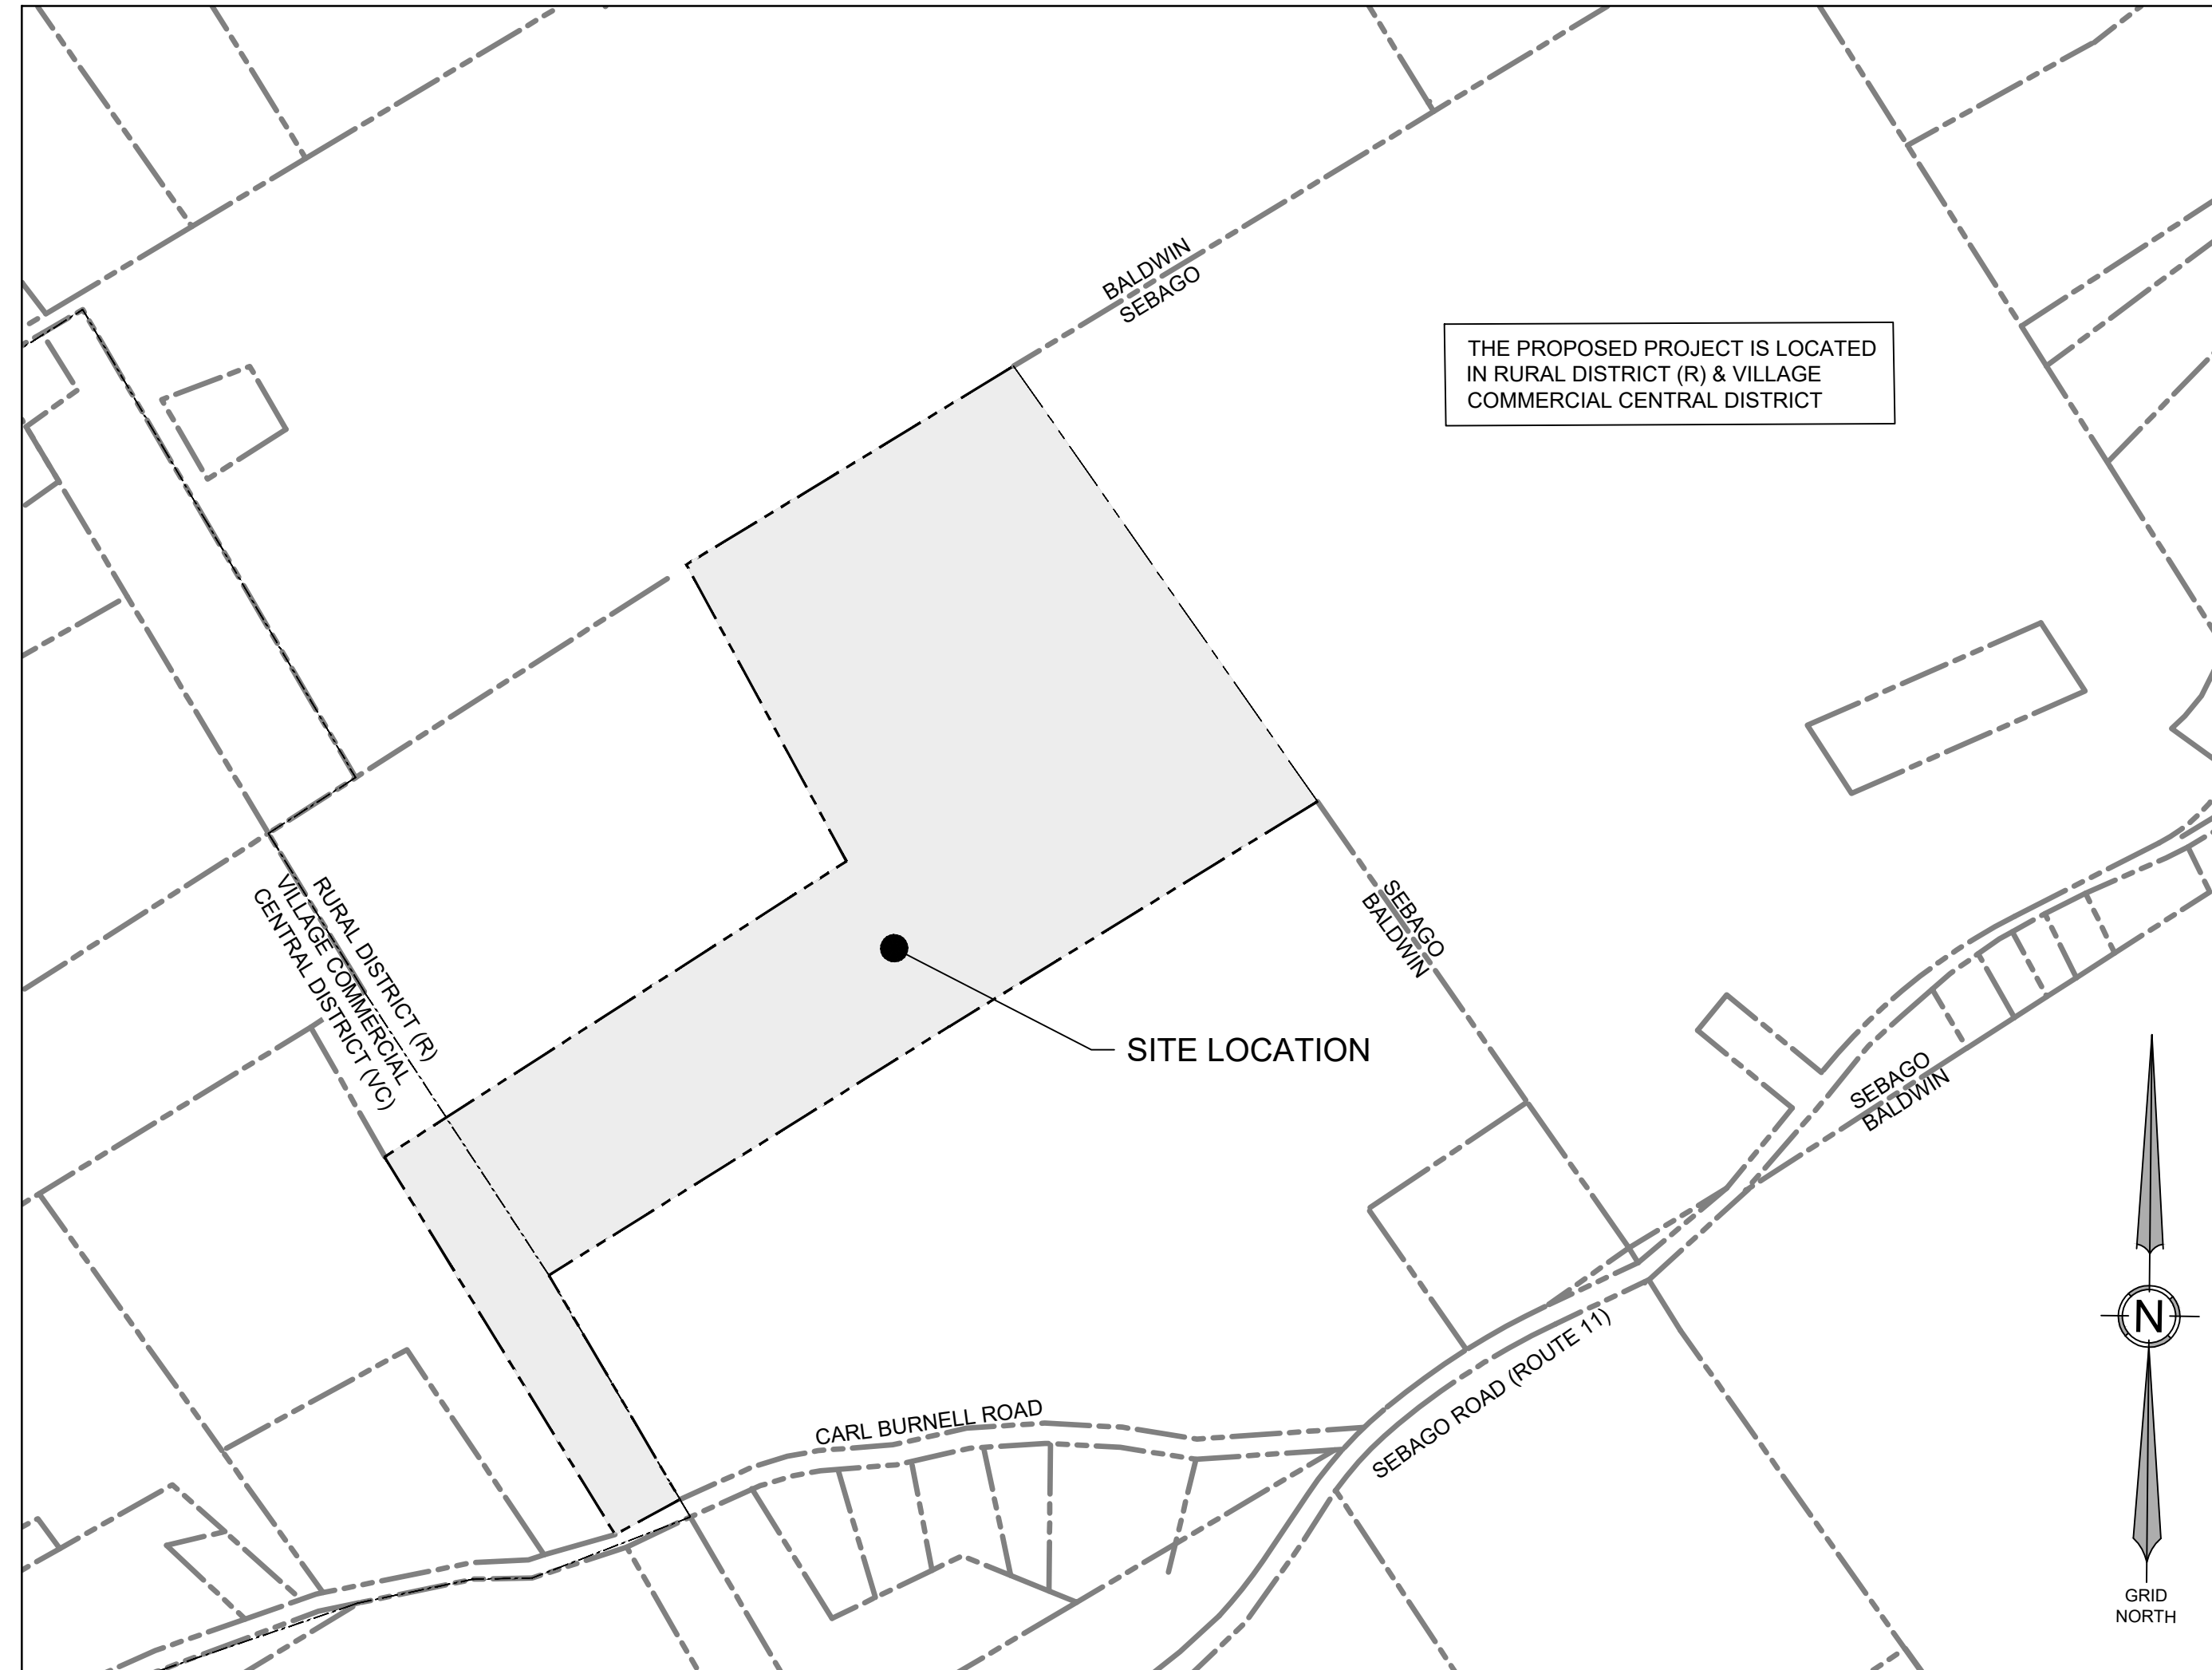 BALDWIN
SEBAGO
THE PROPOSED PROJECT IS LOCATED
IN RURAL DISTRICT (R) & VILLAGE
COMMERCIAL CENTRAL DISTRICT
RURAL DISTRICT (R)
VILLAGE COMMERCIAL
CENTRAL DISTRICT (VC)
SEBAGO
BALDWIN
SITE LOCATION
SEBAGO
BALDWIN
CARL BURNELL ROAD
SEBAGO ROAD (ROUTE 11)
N
GRID
NORTH